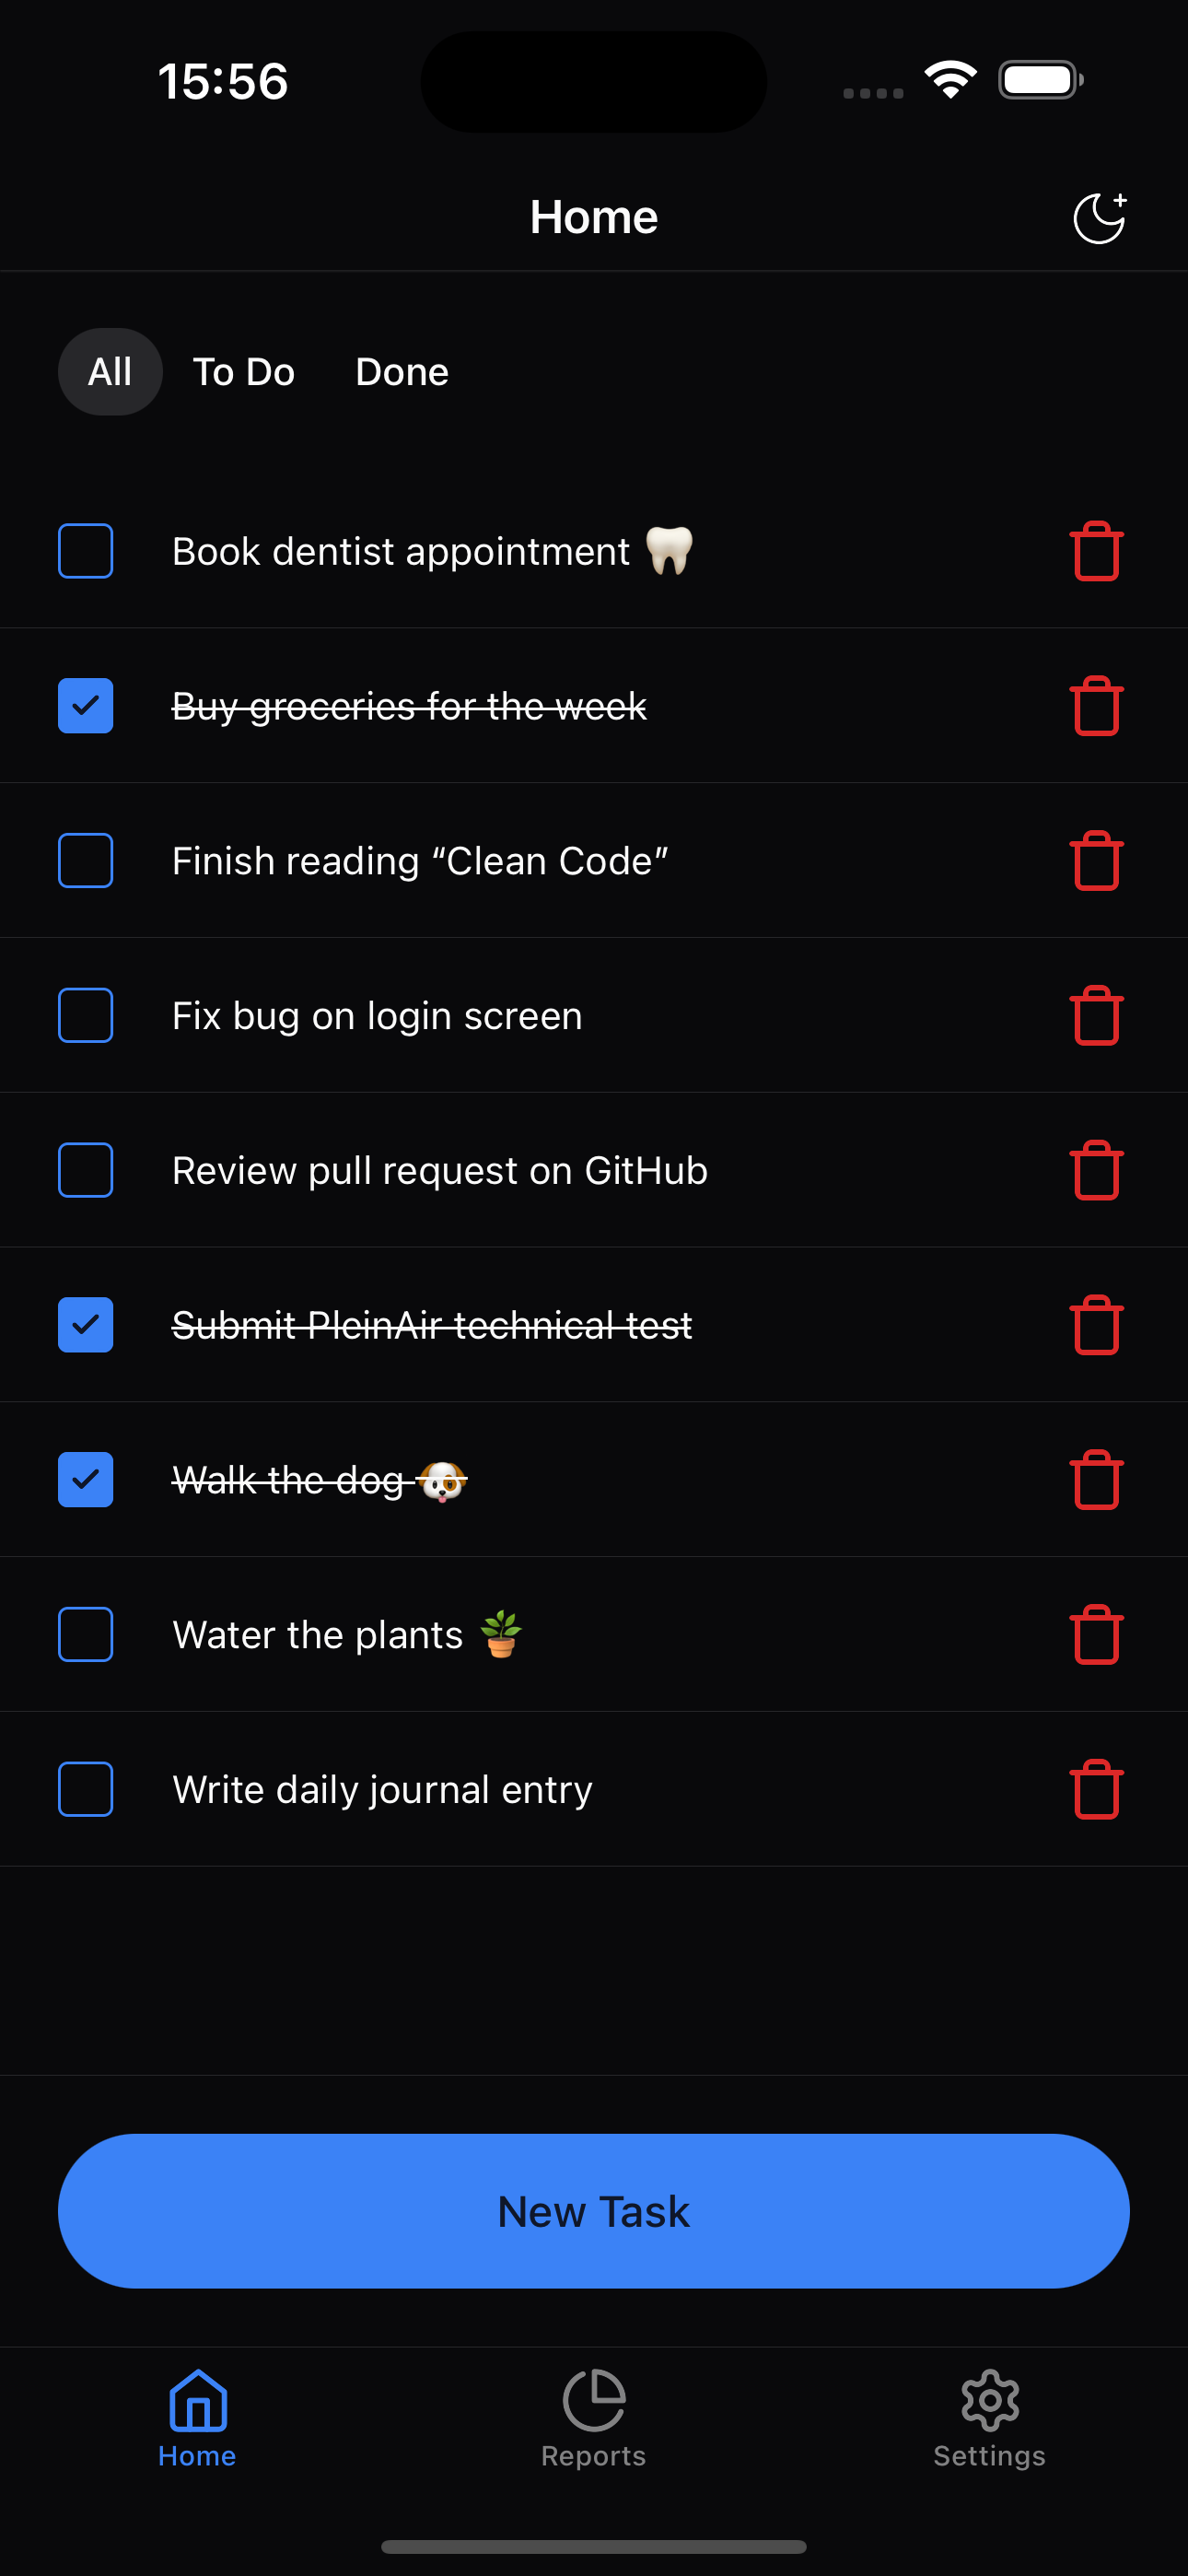 15:56
Home
All To Do Done
Book dentist appointment 🦷
Buy groceries for the week
Finish reading “Clean Code”
Fix bug on login screen
Review pull request on GitHub
Submit PleinAir technical test
Walk the dog 🐶
Water the plants 🪴
Write daily journal entry
New Task
Home Reports Settings